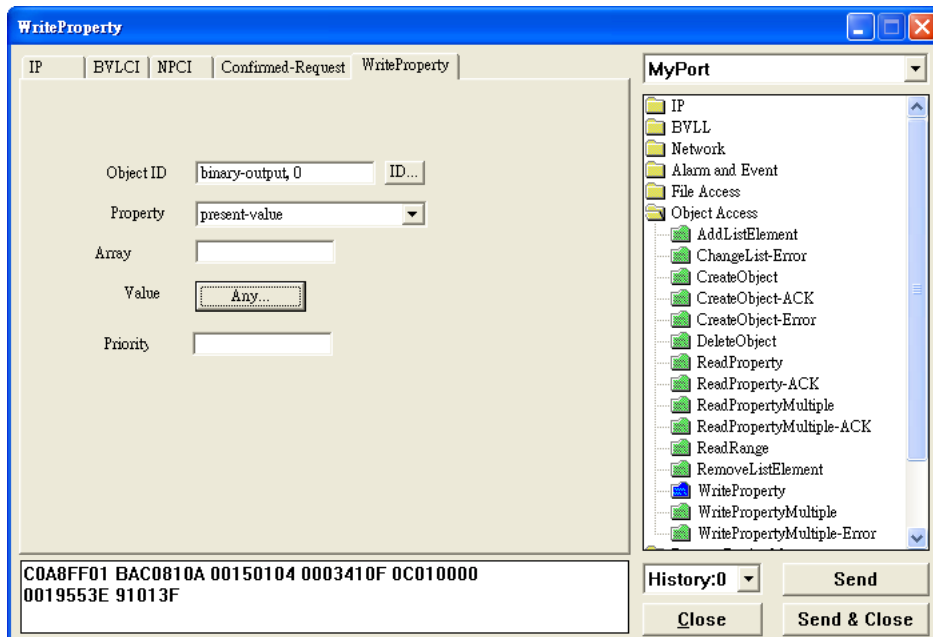 WriteProperty
IP BVLCI NPCI Confirmed-Request WriteProperty
Object ID binary-output, 0 ID...
Property present-value
Array
Value Any...
Priority
MyPort
IP
BVLL
Network
Alarm and Event
File Access
Object Access
AddListElement
ChangeList-Error
CreateObject
CreateObject-ACK
CreateObject-Error
DeleteObject
ReadProperty
ReadProperty-ACK
ReadPropertyMultiple
ReadPropertyMultiple-ACK
ReadRange
RemoveListElement
WriteProperty
WritePropertyMultiple
WritePropertyMultiple-Error
C0A8FF01 BAC0810A 00150104 0003410F 0C010000
0019553E 91013F
History:0 Send
Close Send & Close